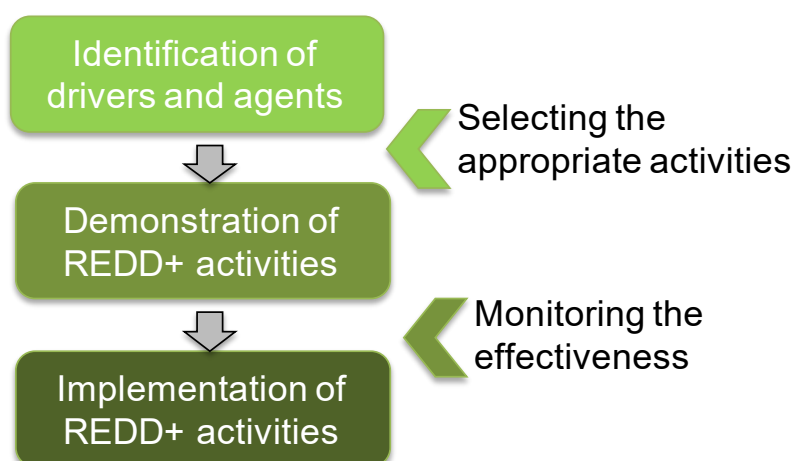 Identification of
drivers and agents
Selecting the
appropriate activities
Demonstration of
REDD+ activities
Monitoring the
effectiveness
Implementation of
REDD+ activities